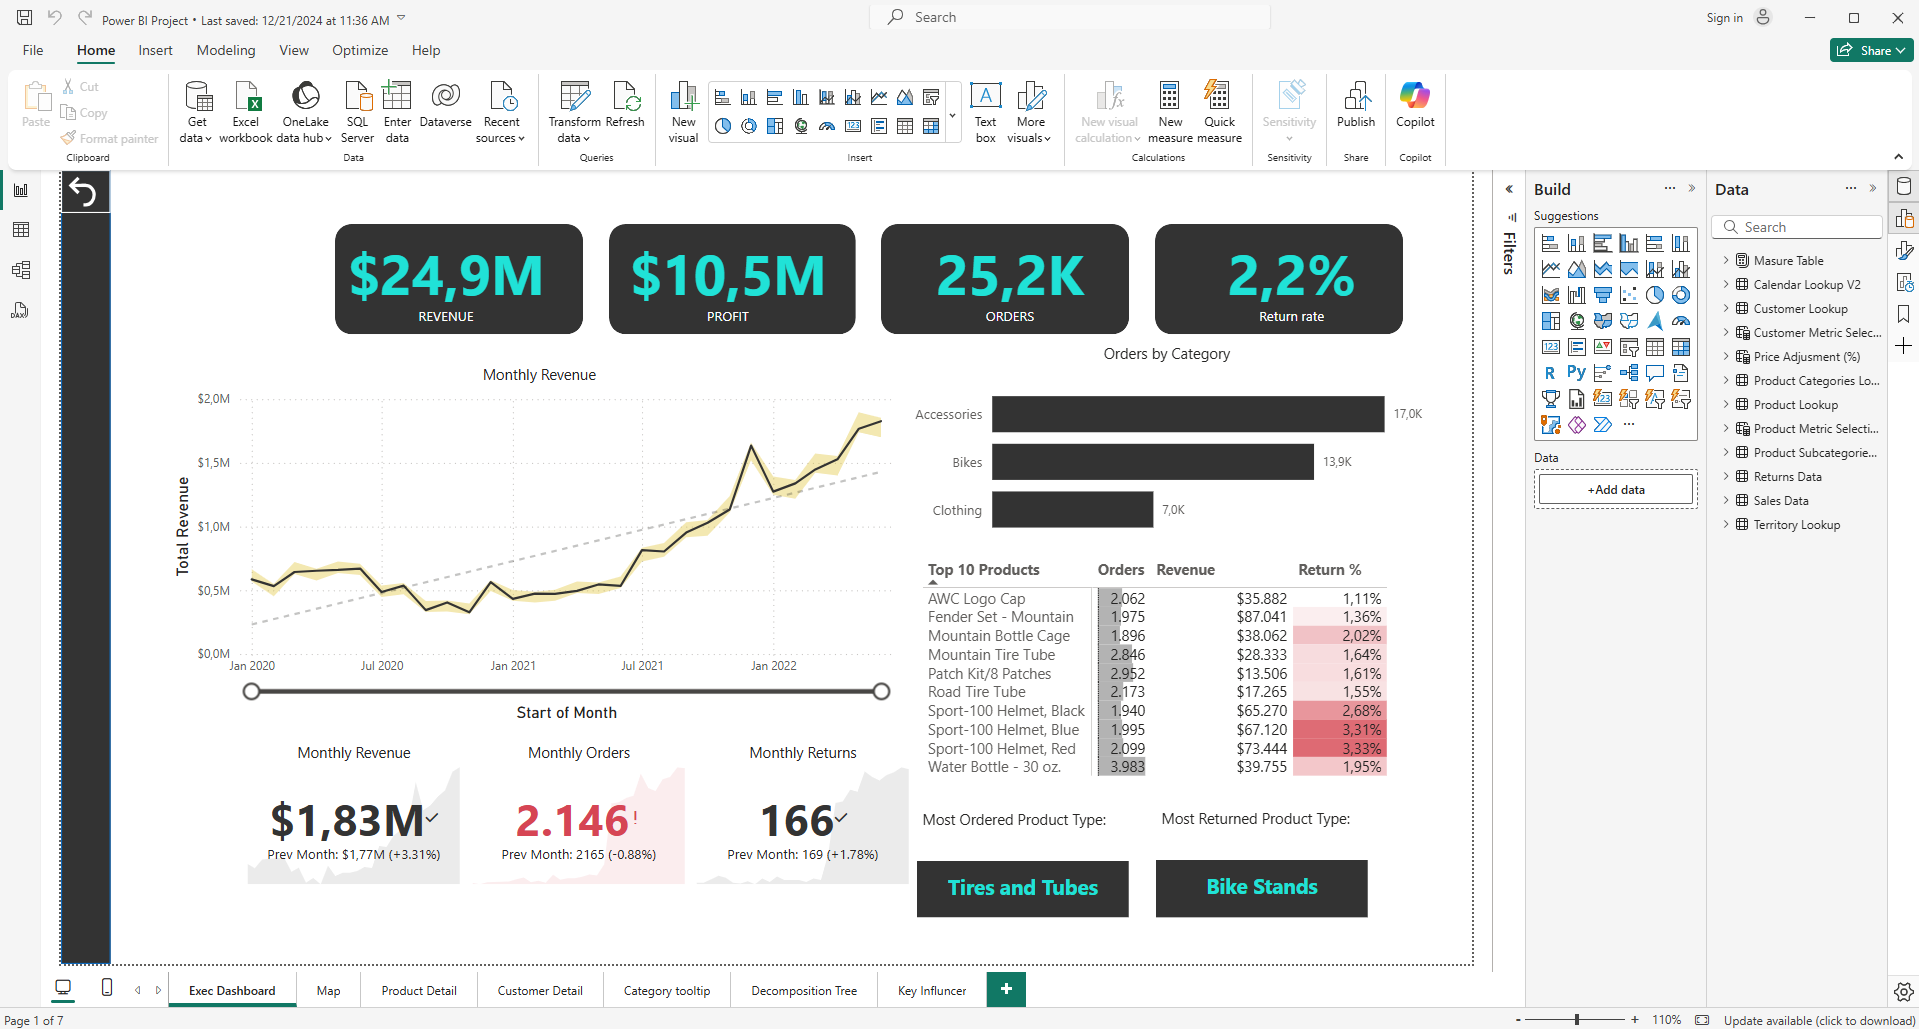 Power BI Project • Last saved: 12/21/2024 at 11:36 AM
Search
Sign in
File
Home
Insert
Modeling
View
Optimize
Help
Share
Paste
Cut
Copy
Format painter
Clipboard
Get data
Excel workbook
OneLake data hub
SQL Server
Enter data
Dataverse
Recent sources
Data
Transform data
Refresh
Queries
New visual
Text box
More visuals
Insert
New visual calculation
New measure
Quick measure
Calculations
Sensitivity
Sensitivity
Publish
Share
Copilot
Copilot
$24,9M
REVENUE
$10,5M
PROFIT
25,2K
ORDERS
2,2%
Return rate
Monthly Revenue
Total Revenue
$2,0M
$1,5M
$1,0M
$0,5M
$0,0M
Jan 2020
Jul 2020
Jan 2021
Jul 2021
Jan 2022
Start of Month
Orders by Category
Accessories 17,0K
Bikes 13,9K
Clothing 7,0K
Top 10 Products Orders Revenue Return %
AWC Logo Cap 2.062 $35.882 1,11%
Fender Set - Mountain 1.975 $87.041 1,36%
Mountain Bottle Cage 1.896 $38.062 2,02%
Mountain Tire Tube 2.846 $28.333 1,64%
Patch Kit/8 Patches 2.952 $13.506 1,61%
Road Tire Tube 2.173 $17.265 1,55%
Sport-100 Helmet, Black 1.940 $65.270 2,68%
Sport-100 Helmet, Blue 1.995 $67.120 3,31%
Sport-100 Helmet, Red 2.099 $73.444 3,33%
Water Bottle - 30 oz. 3.983 $39.755 1,95%
Monthly Revenue
$1,83M
Prev Month: $1,77M (+3.31%)
Monthly Orders
2.146!
Prev Month: 2165 (-0.88%)
Monthly Returns
166
Prev Month: 169 (+1.78%)
Most Ordered Product Type:
Tires and Tubes
Most Returned Product Type:
Bike Stands
Filters
Build
Suggestions
123
R
Py
Data
+Add data
Data
Search
Masure Table
Calendar Lookup V2
Customer Lookup
Customer Metric Selec...
Price Adjusment (%)
Product Categories Lo...
Product Lookup
Product Metric Selecti...
Product Subcategorie...
Returns Data
Sales Data
Territory Lookup
Exec Dashboard
Map
Product Detail
Customer Detail
Category tooltip
Decomposition Tree
Key Influncer
+
Page 1 of 7
- + 110%
Update available (click to download)